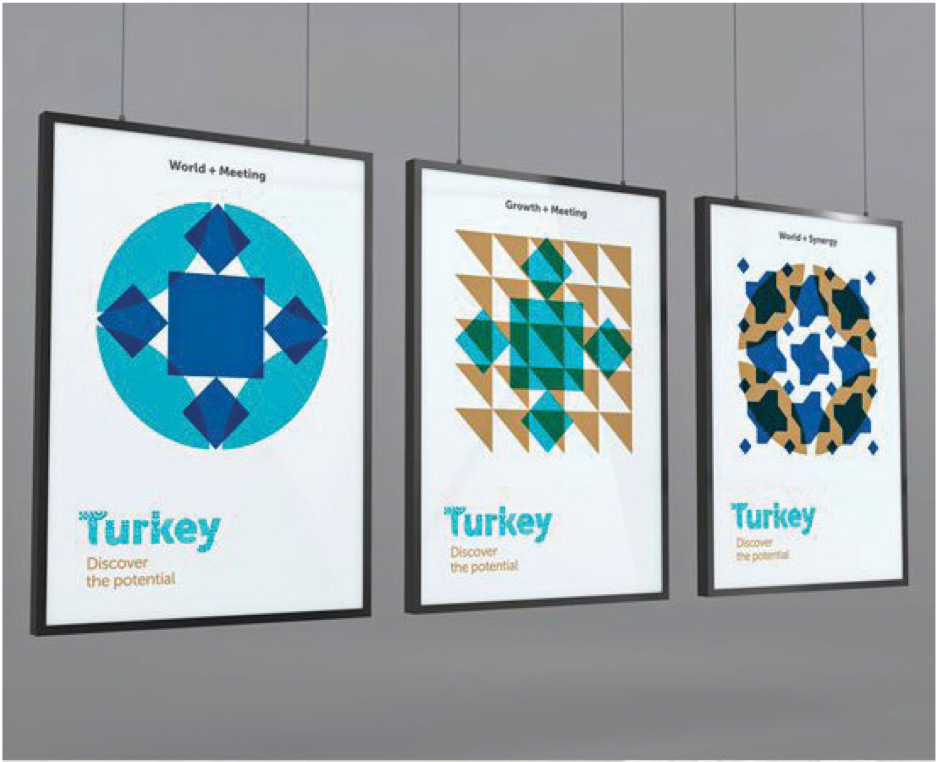 World + Meeting
Turkey
Discover
the potential
Growth + Meeting
Turkey
Discover
the potential
World + Synergy
Turkey
Discover
the potential